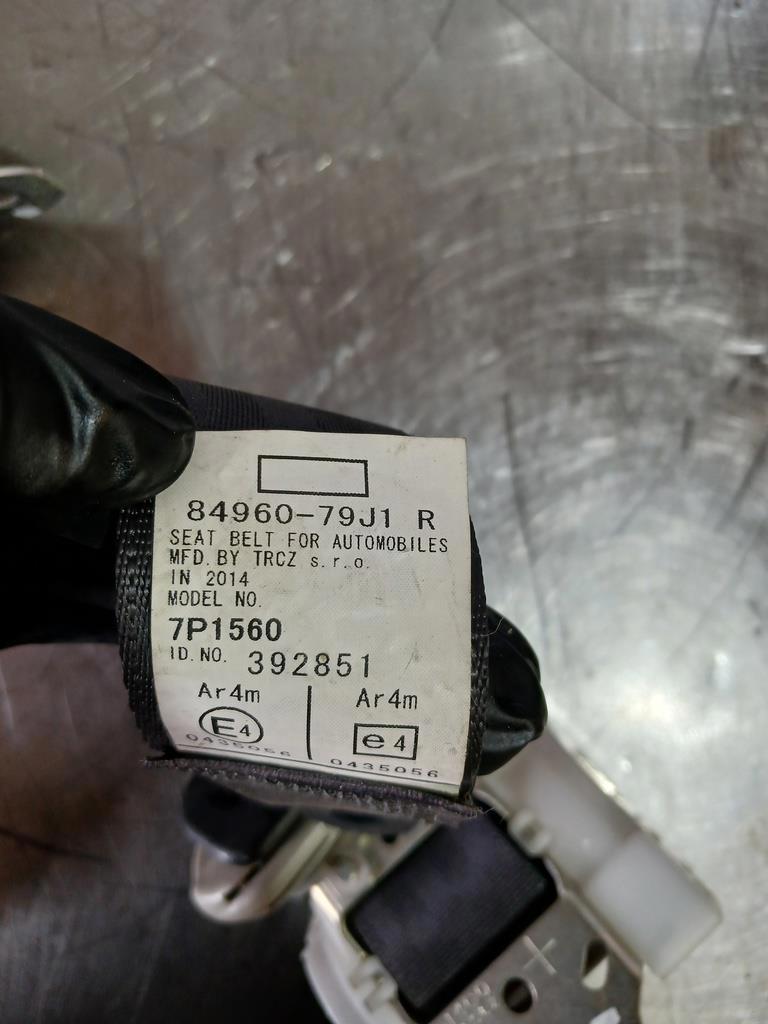 84960-79J1 R
SEAT BELT FOR AUTOMOBILES
MFD. BY TRCZ s. r. o.
IN 2014
MODEL NO.
7P1560
ID. NO. 392851
Ar4m Ar4m
E4 e4
0435056 0435056